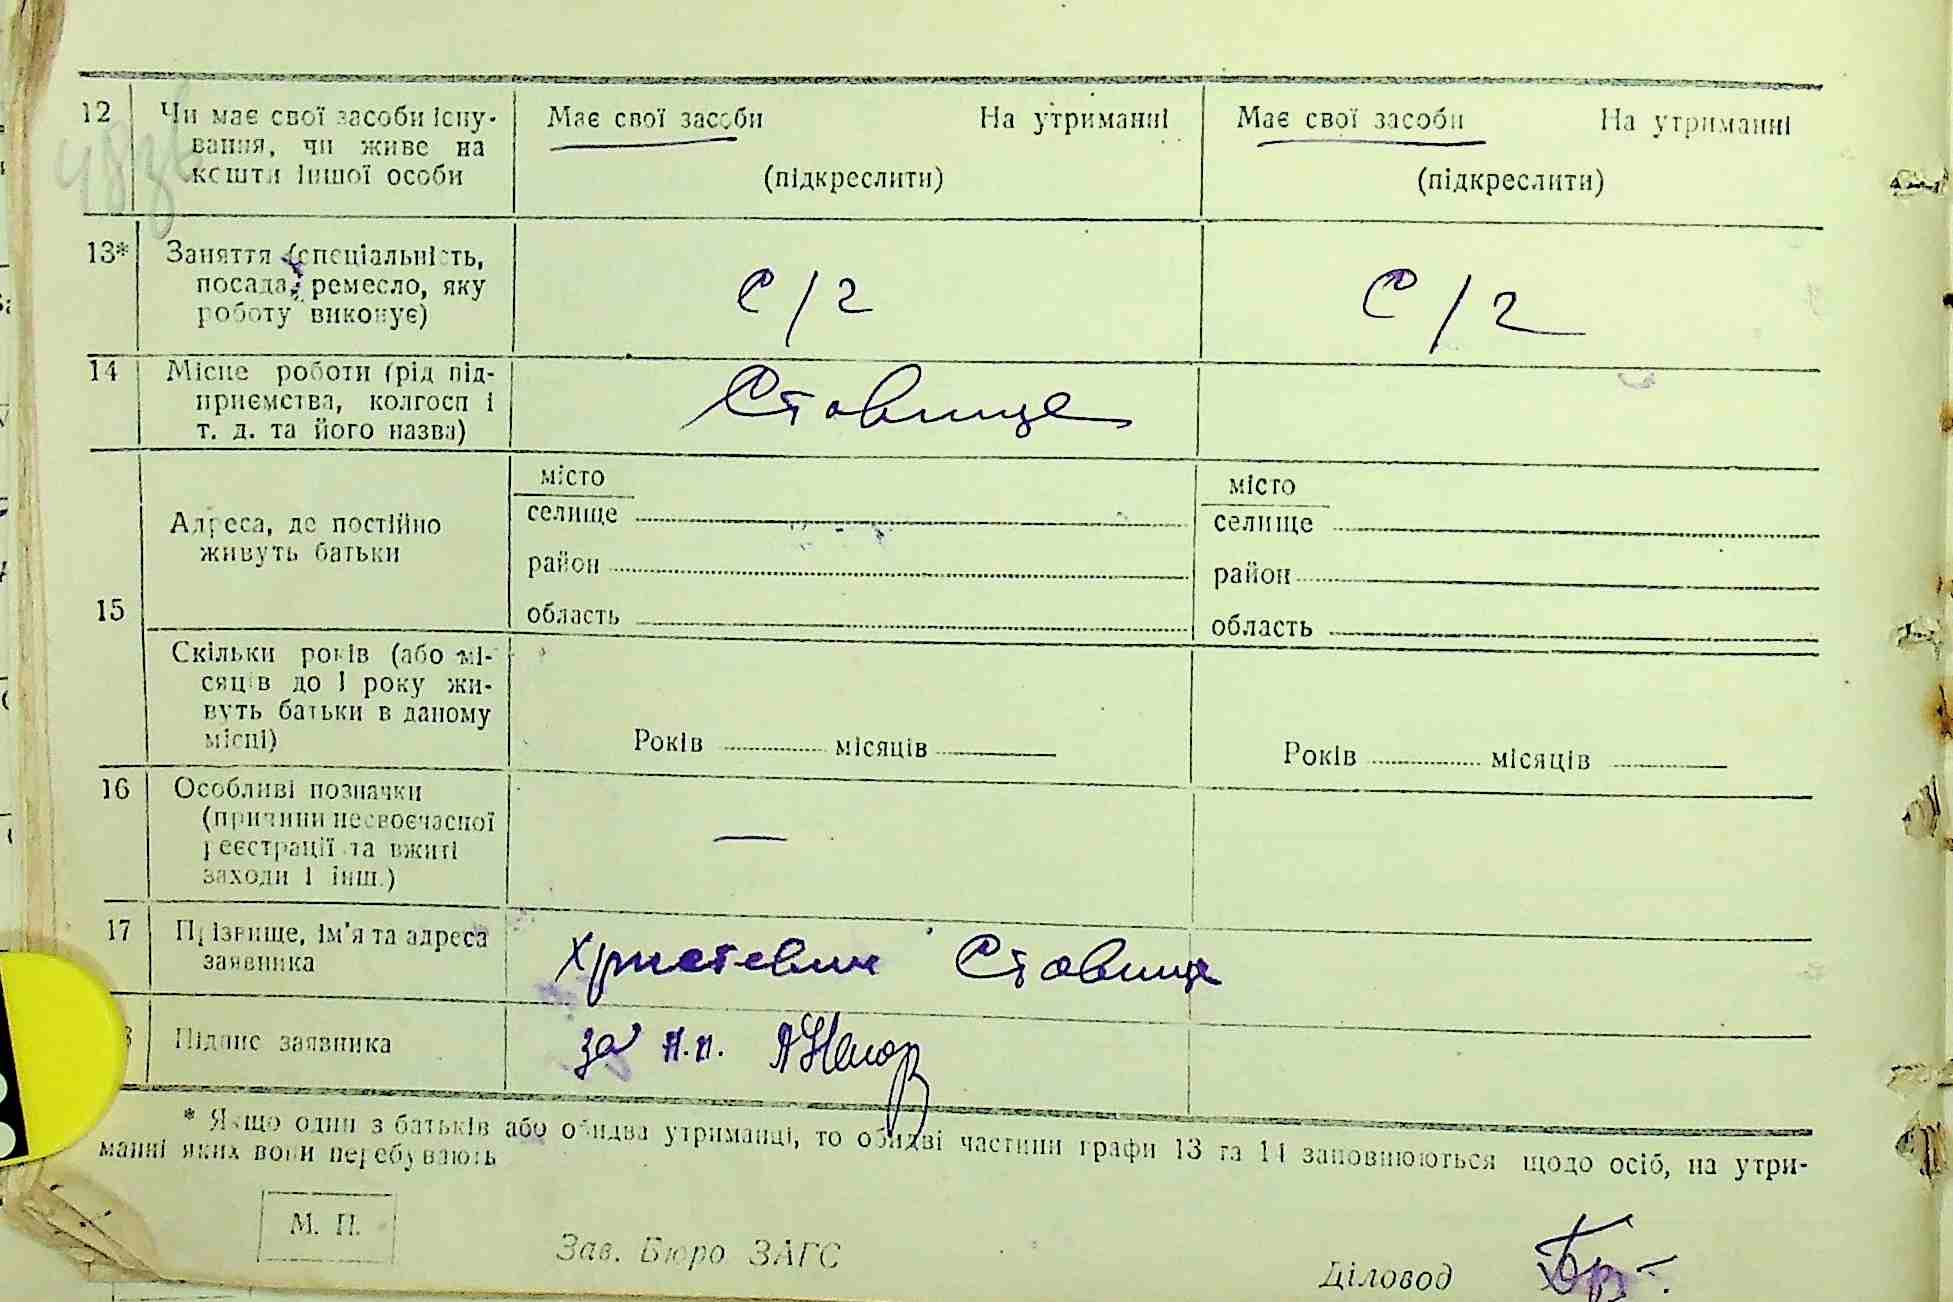 12 Чи має свої засоби існу-
вання, чи живе на
кошти іншої особи
Має свої засоби На утриманні
(підкреслити)
Має свої засоби На утриманні
(підкреслити)
13* Заняття (спеціальність,
посада, ремесло, яку
роботу виконує)
С/г
С/г
14 Місце роботи (рід під-
приємства, колгосп і
т. д. та його назва)
Ставище
15
Адреса, де постійно
живуть батьки
місто
селище
район
область
місто
селище
район
область
Скільки років (або мі-
сяців до 1 року жи-
вуть батьки в даному
місці)
Років місяців
Років місяців
16 Особливі позначки
(причини несвоєчасної
реєстрації та вжиті
заходи і інш.)
—
17 Прізвище, ім'я та адреса
заявника
Ставище
Підпис заявника
за н.п.
* Якщо один з батьків або обидва утриманці, то обидві частини графи 13 та 14 заповнюються щодо осіб, на утри-
манні яких вони перебувають
М. П.
Зав. Бюро ЗАГС
Діловод